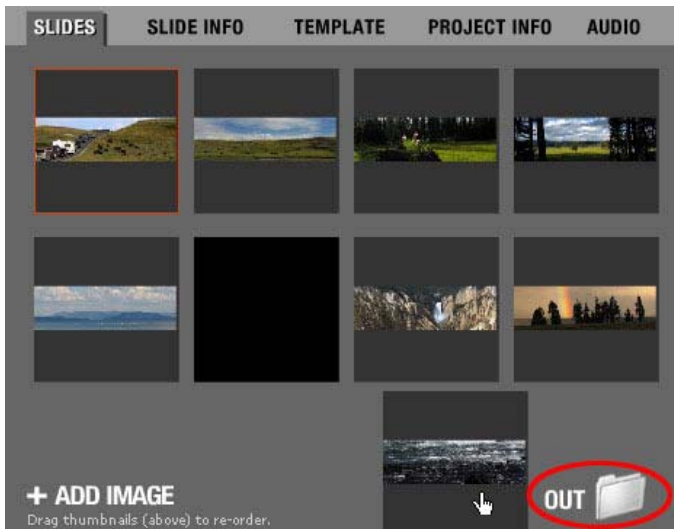 SLIDES SLIDE INFO TEMPLATE PROJECT INFO AUDIO
+ ADD IMAGE
OUT
Drag thumbnails (above) to re-order.